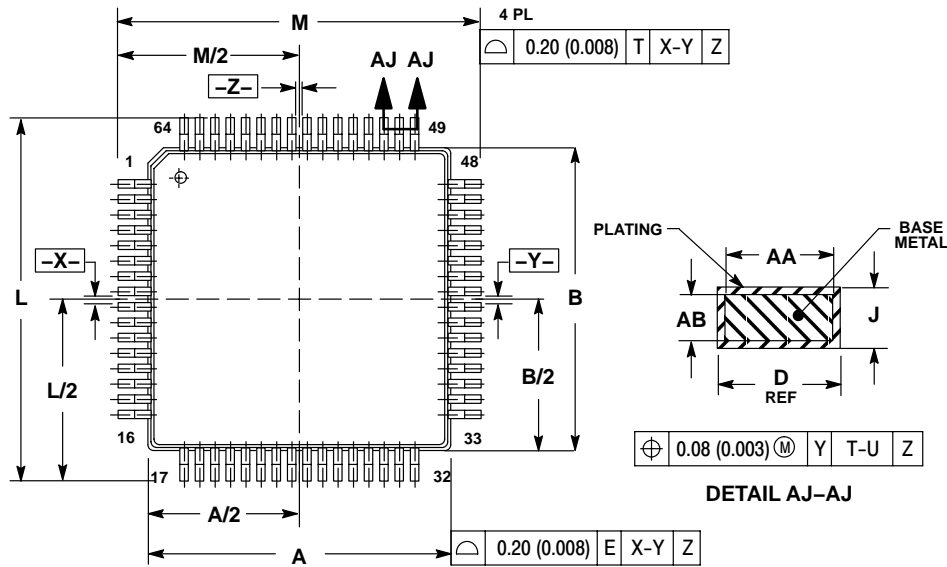 M
4 PL
⌓ 0.20 (0.008) T X–Y Z
M/2
AJ AJ
–Z–
64
49
1
48
PLATING
BASE
METAL
AA
–X–
–Y–
L
B
AB
J
L/2
B/2
D
REF
16
33
⌖ 0.08 (0.003) Ⓜ Y T–U Z
17
32
A/2
DETAIL AJ–AJ
A
⌓ 0.20 (0.008) E X–Y Z